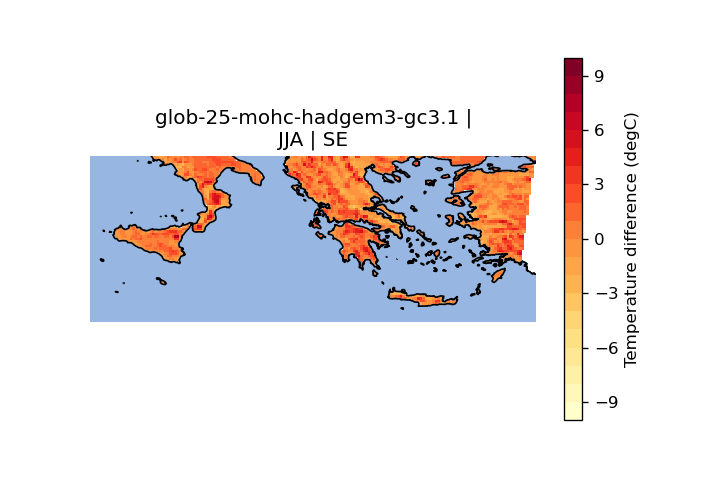 glob-25-mohc-hadgem3-gc3.1 |
JJA | SE
9
6
3
0
−3
−6
−9
Temperature difference (degC)